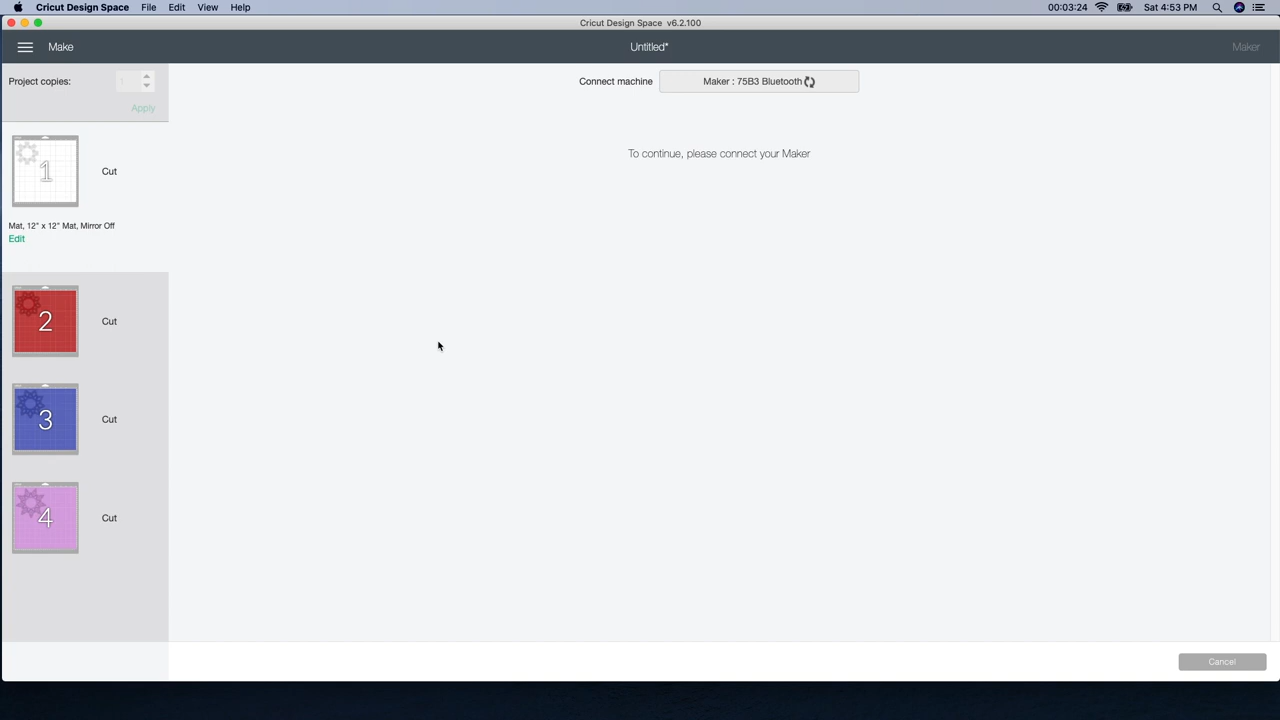 Cricut Design Space File Edit View Help 00:03:24 Sat 4:53 PM
Cricut Design Space v6.2.100
Make Untitled* Maker
Project copies: 1
Apply
Connect machine Maker : 75B3 Bluetooth
To continue, please connect your Maker
1 Cut
Mat, 12" x 12" Mat, Mirror Off
Edit
2 Cut
3 Cut
4 Cut
Cancel